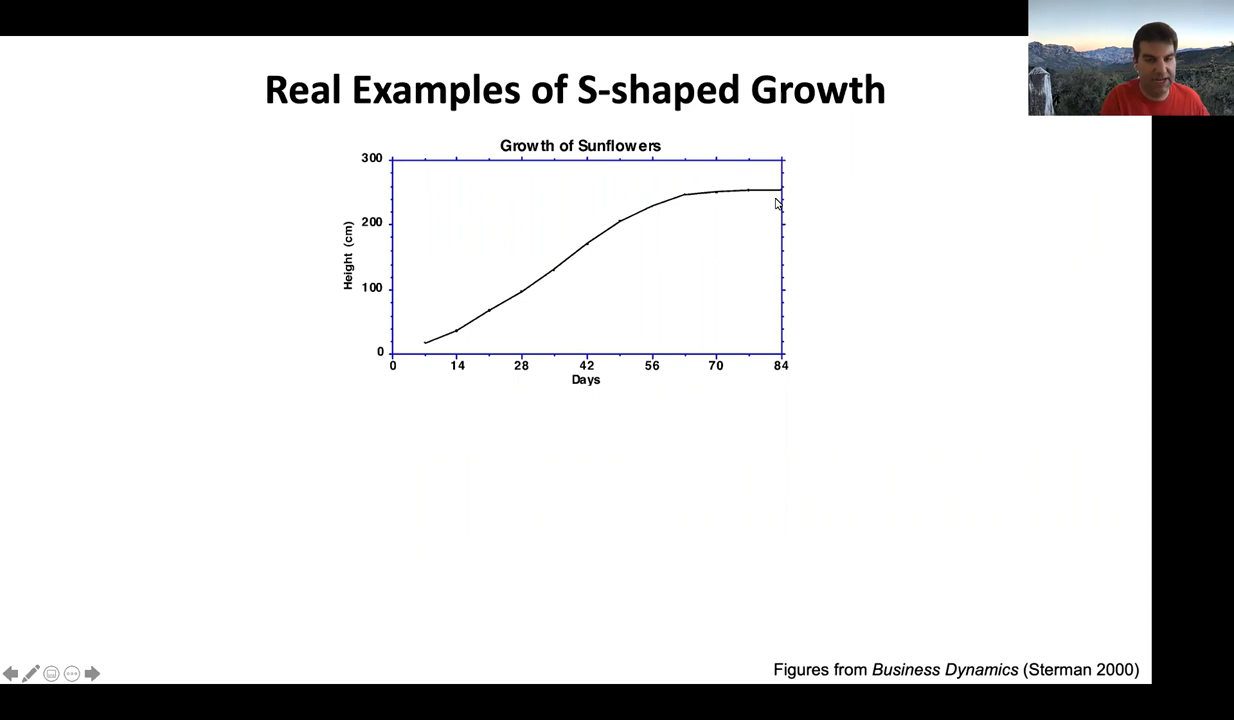 Real Examples of S-shaped Growth
Growth of Sunflowers
300
200
100
0
Height (cm)
0 14 28 42 56 70 84
Days
Figures from Business Dynamics (Sterman 2000)